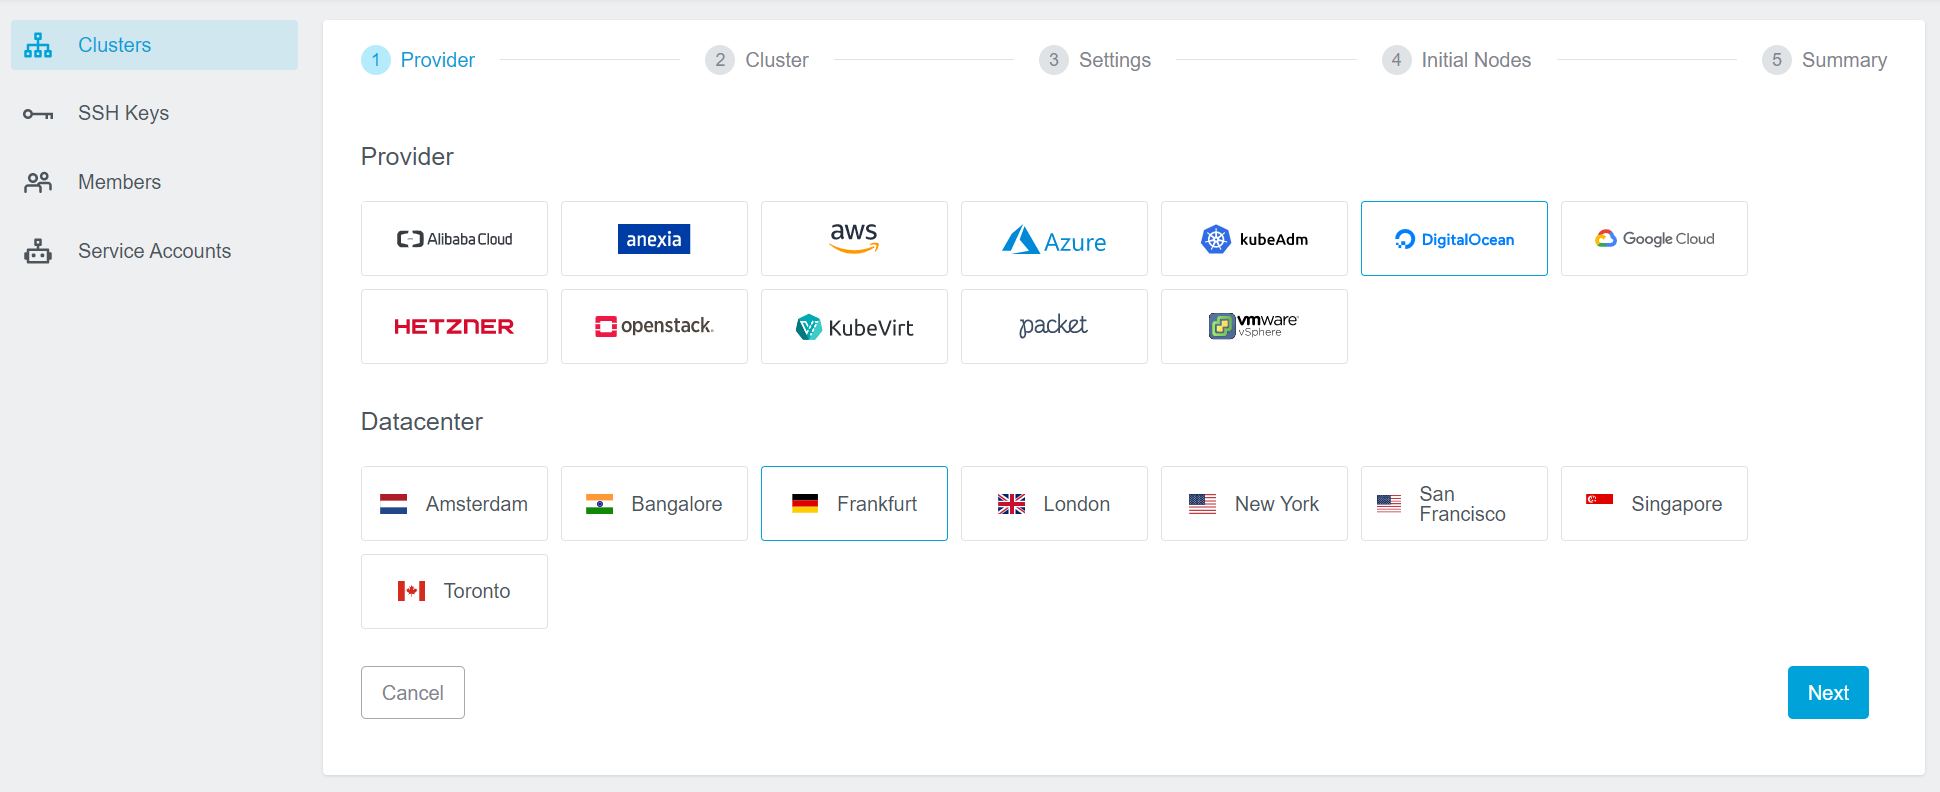 Clusters
SSH Keys
Members
Service Accounts
1 Provider
2 Cluster
3 Settings
4 Initial Nodes
5 Summary
Provider
Alibaba Cloud
anexia
aws
Azure
kubeAdm
DigitalOcean
Google Cloud
HETZNER
openstack.
KubeVirt
packet
vmware
vSphere
Datacenter
Amsterdam
Bangalore
Frankfurt
London
New York
San
Francisco
Singapore
Toronto
Cancel
Next